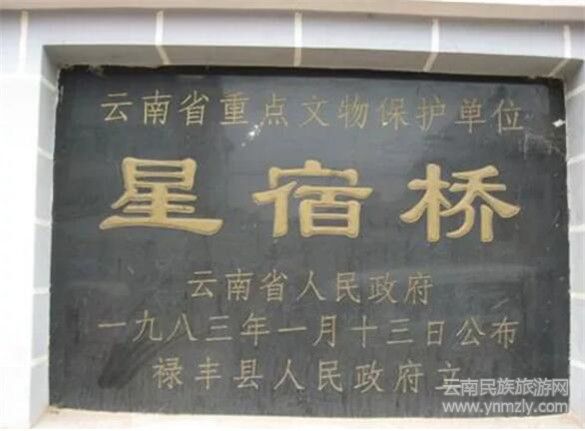 云南省重点文物保护单位
星宿桥
云南省人民政府
一九八三年一月十三日公布
禄丰县人民政府立
云南民族旅游网
www.ynmzly.com